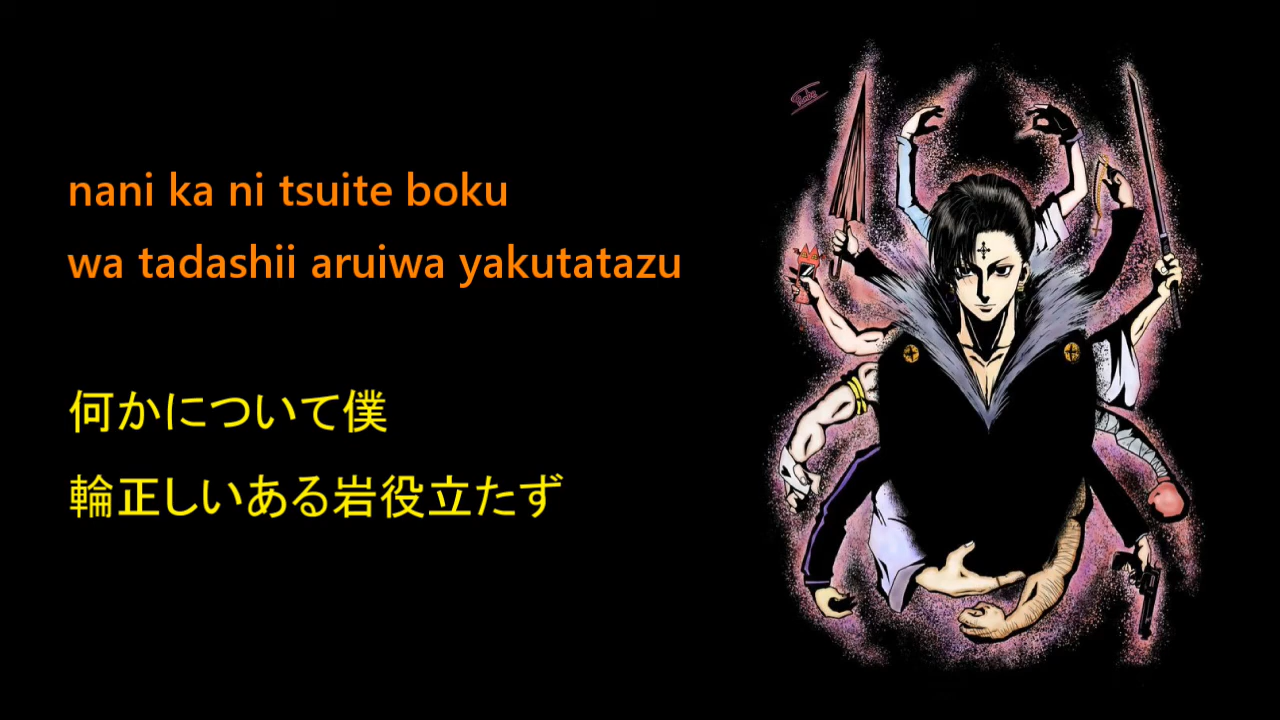 nani ka ni tsuite boku
wa tadashii aruiwa yakutatazu
何かについて僕
輪正しいある岩役立たず